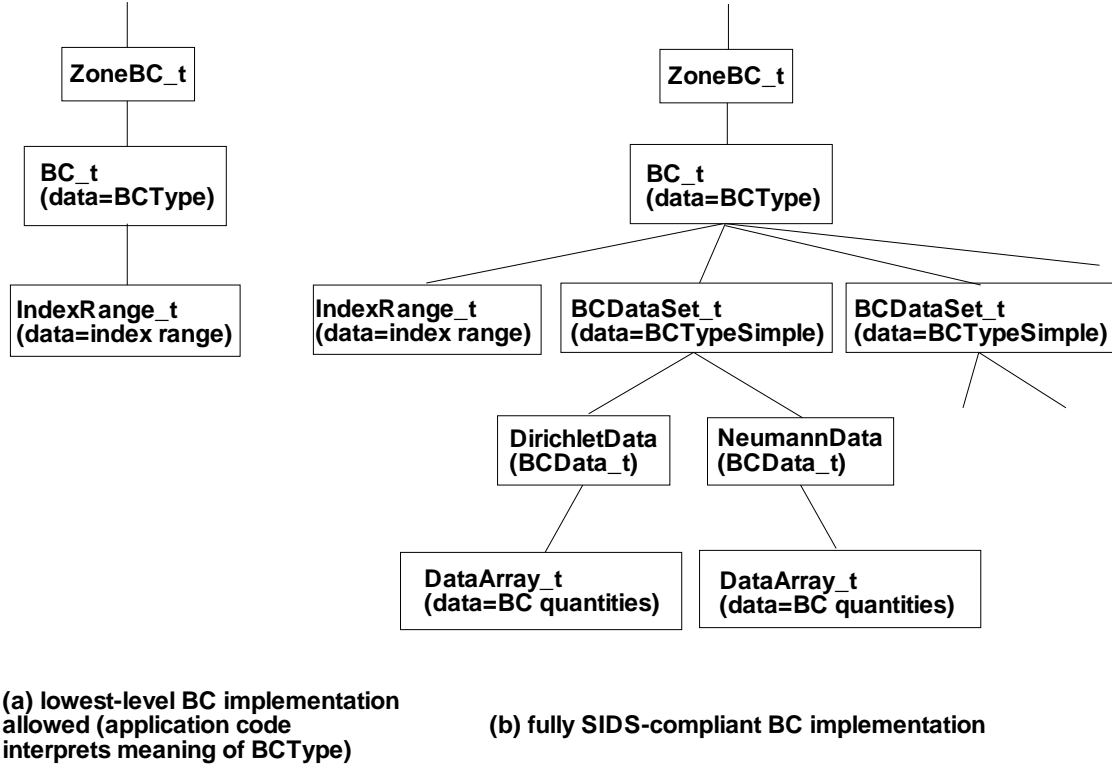 ZoneBC_t
BC_t
(data=BCType)
IndexRange_t
(data=index range)
ZoneBC_t
BC_t
(data=BCType)
IndexRange_t
(data=index range)
BCDataSet_t
(data=BCTypeSimple)
BCDataSet_t
(data=BCTypeSimple)
DirichletData
(BCData_t)
NeumannData
(BCData_t)
DataArray_t
(data=BC quantities)
DataArray_t
(data=BC quantities)
(a) lowest-level BC implementation
allowed (application code
interprets meaning of BCType)
(b) fully SIDS-compliant BC implementation